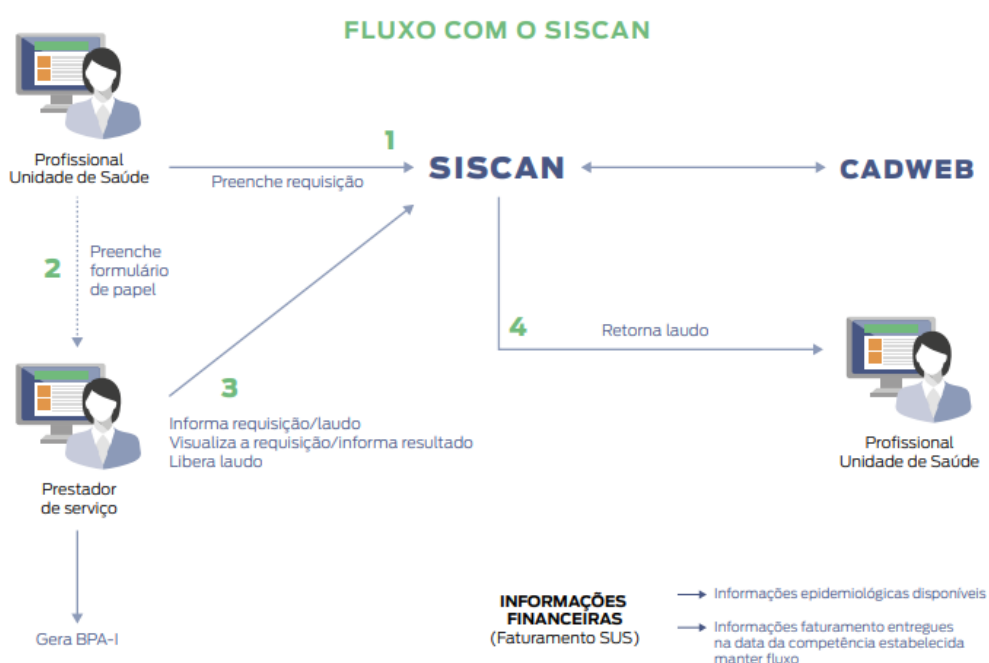 FLUXO COM O SISCAN
Profissional
Unidade de Saúde
1
Preenche requisição
SISCAN
CADWEB
2
Preenche
formulário
de papel
3
Informa requisição/laudo
Visualiza a requisição/informa resultado
Libera laudo
4
Retorna laudo
Profissional
Unidade de Saúde
Prestador
de serviço
Gera BPA-I
INFORMAÇÕES
FINANCEIRAS
(Faturamento SUS)
Informações epidemiológicas disponíveis
Informações faturamento entregues
na data da competência estabelecida
manter fluxo